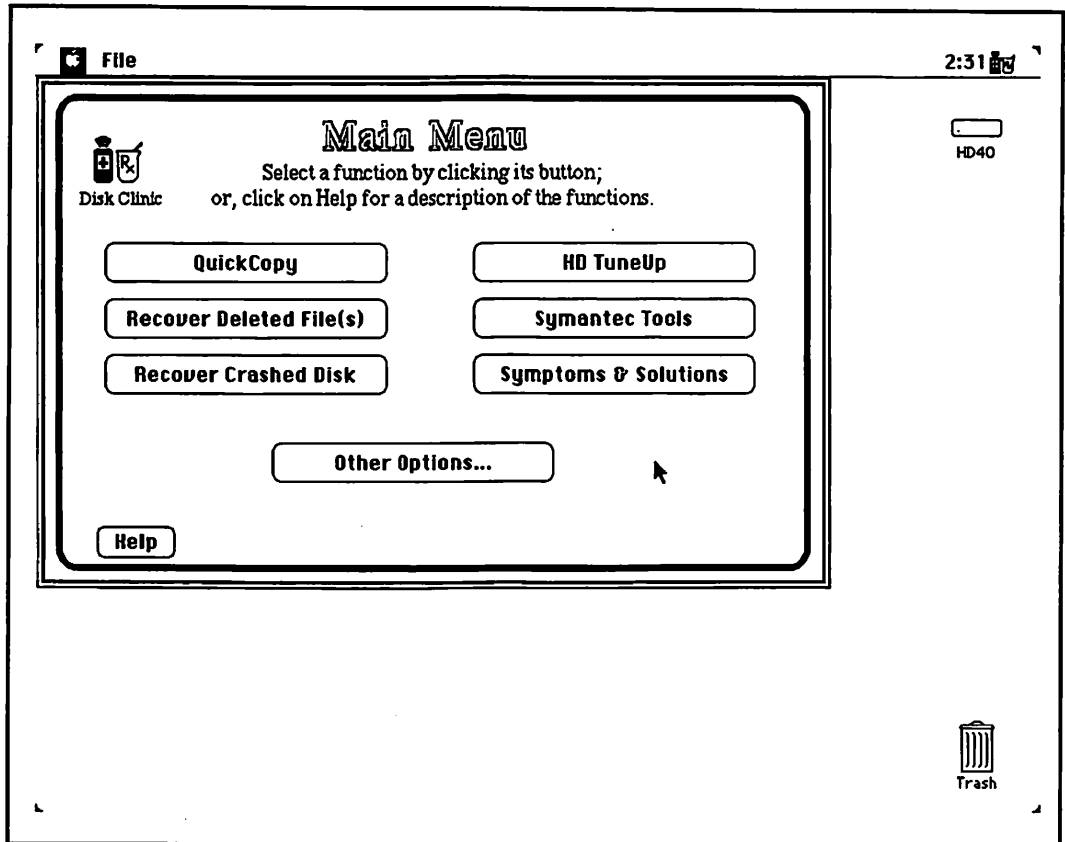 File
2:31
Main Menu
Select a function by clicking its button;
or, click on Help for a description of the functions.
Rx
Disk Clinic
QuickCopy
HD TuneUp
Recover Deleted File(s)
Symantec Tools
Recover Crashed Disk
Symptoms & Solutions
Other Options...
Help
HD40
Trash